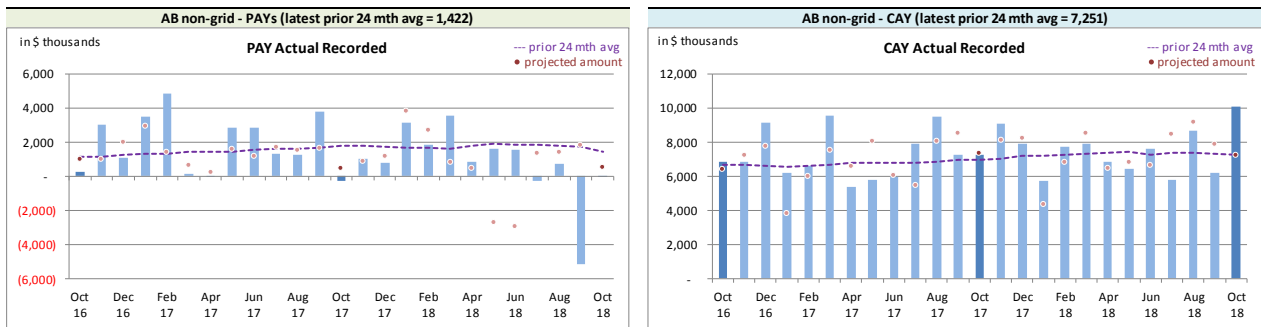 AB non-grid - PAYs (latest prior 24 mth avg = 1,422)
in $ thousands
PAY Actual Recorded
--- prior 24 mth avg
• projected amount
6,000
4,000
2,000
-
(2,000)
(4,000)
(6,000)
Oct Dec Feb Apr Jun Aug Oct Dec Feb Apr Jun Aug Oct
16 16 17 17 17 17 17 17 18 18 18 18 18
AB non-grid - CAY (latest prior 24 mth avg = 7,251)
in $ thousands
CAY Actual Recorded
--- prior 24 mth avg
• projected amount
12,000
10,000
8,000
6,000
4,000
2,000
-
Oct Dec Feb Apr Jun Aug Oct Dec Feb Apr Jun Aug Oct
16 16 17 17 17 17 17 17 18 18 18 18 18